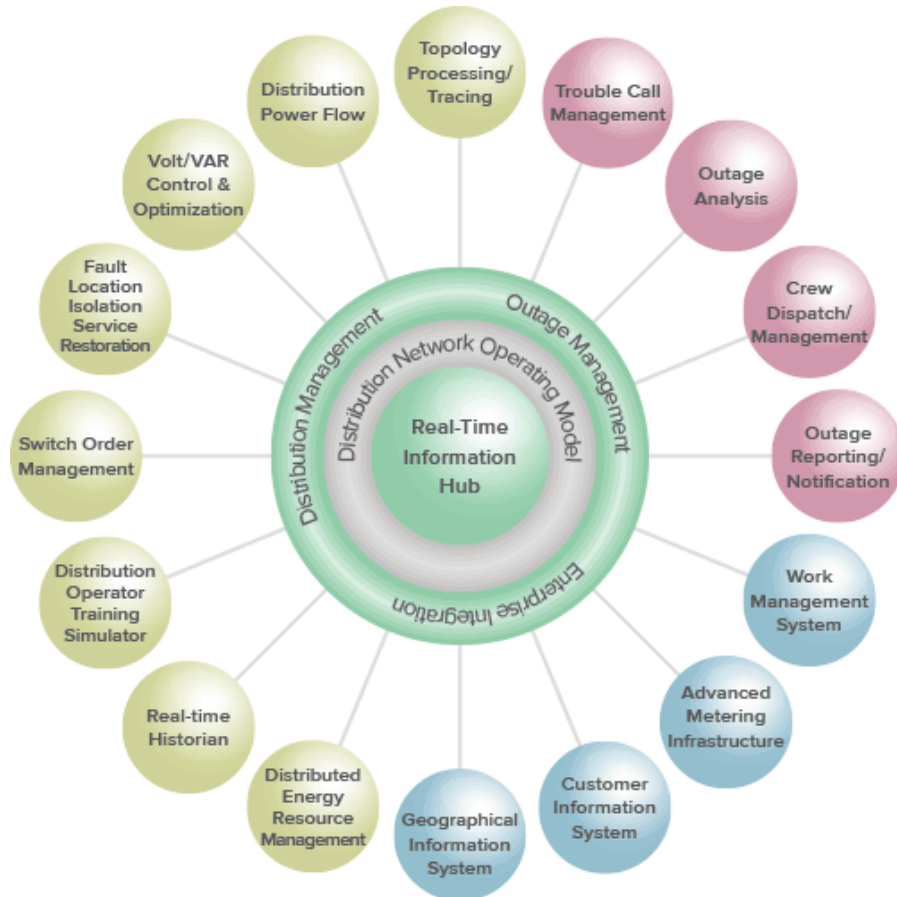 Topology
Processing/
Tracing
Trouble Call
Management
Outage
Analysis
Crew
Dispatch/
Management
Outage
Reporting/
Notification
Work
Management
System
Advanced
Metering
Infrastructure
Customer
Information
System
Geographical
Information
System
Distributed
Energy
Resource
Management
Real-time
Historian
Distribution
Operator
Training
Simulator
Switch Order
Management
Fault
Location
Isolation
Service
Restoration
Volt/VAR
Control &
Optimization
Distribution
Power Flow
Distribution Management
Outage Management
Enterprise Integration
Distribution Network Operating Model
Real-Time
Information
Hub